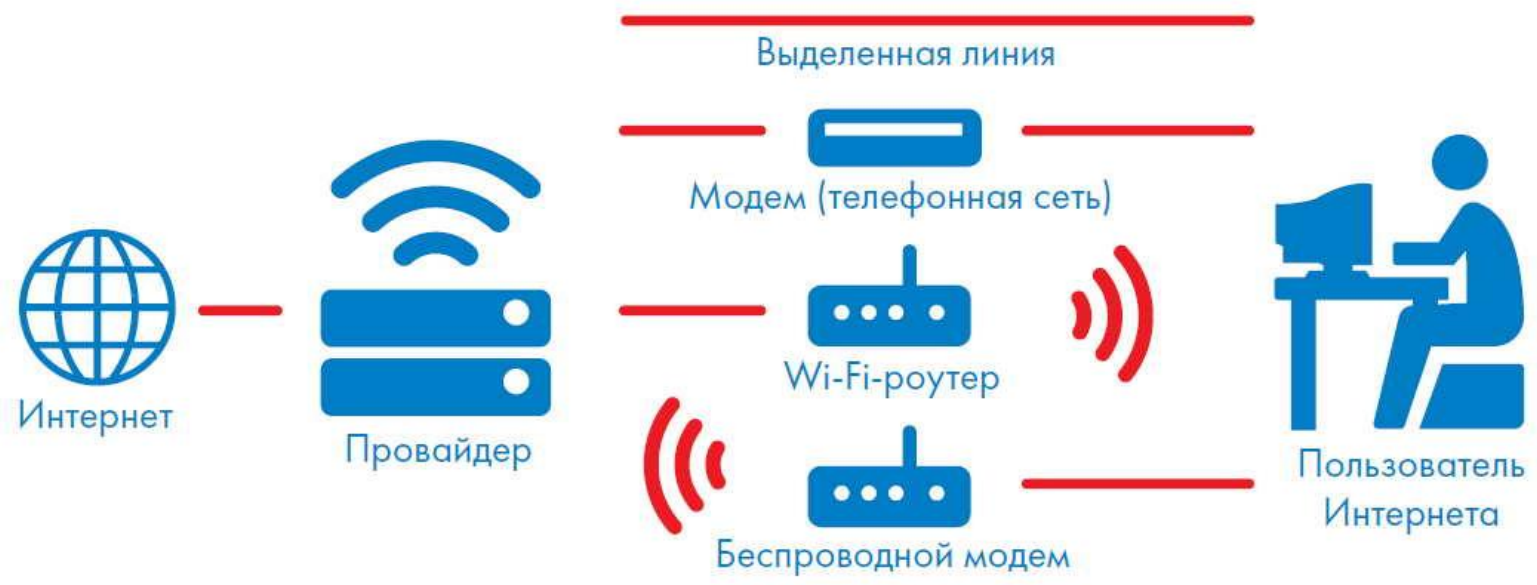 Выделенная линия
Модем (телефонная сеть)
Wi-Fi-роутер
Интернет
Провайдер
Пользователь
Интернета
Беспроводной модем